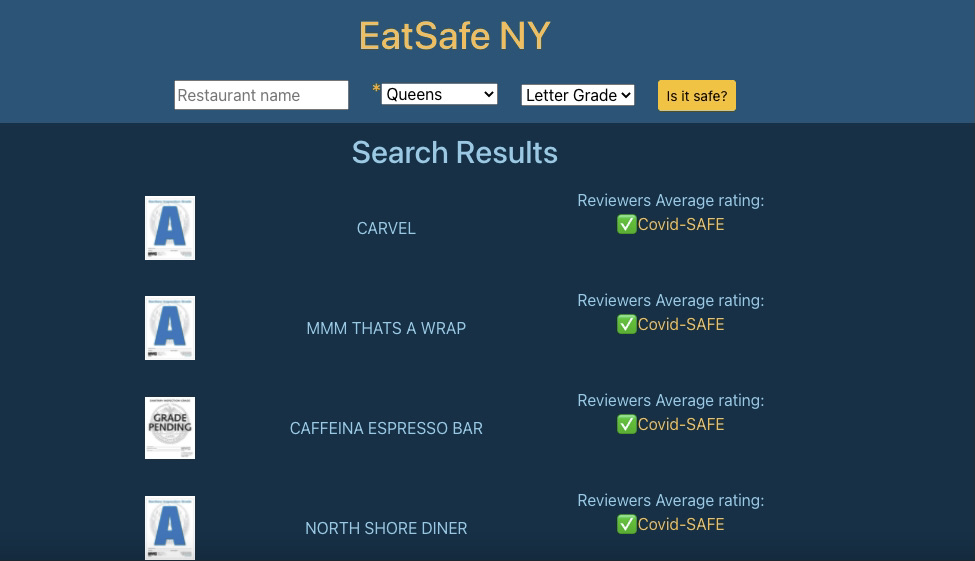 EatSafe NY
Restaurant name
* Queens
Letter Grade
Is it safe?
Search Results
A
CARVEL
Reviewers Average rating:
✅Covid-SAFE
A
MMM THATS A WRAP
Reviewers Average rating:
✅Covid-SAFE
GRADE
PENDING
CAFFEINA ESPRESSO BAR
Reviewers Average rating:
✅Covid-SAFE
A
NORTH SHORE DINER
Reviewers Average rating:
✅Covid-SAFE